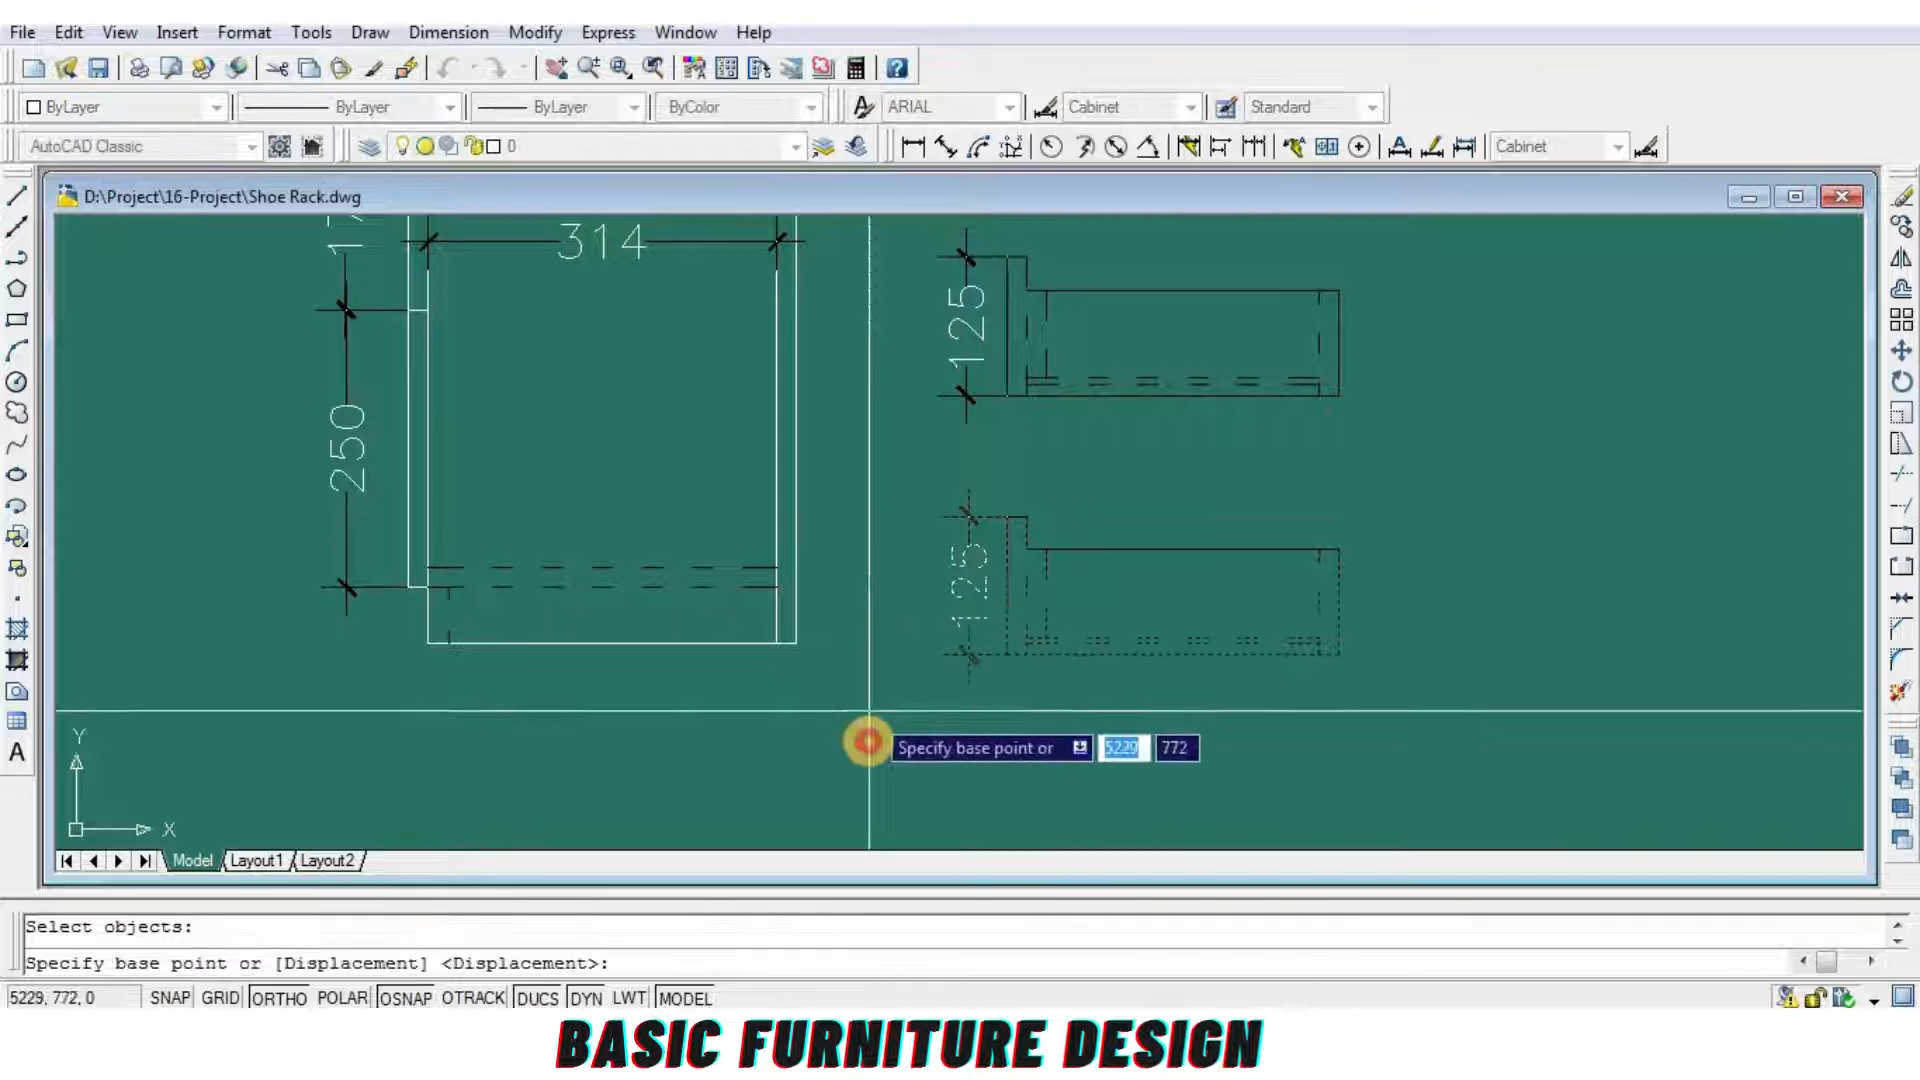 File Edit View Insert Format Tools Draw Dimension Modify Express Window Help
ByLayer ByLayer ByLayer ByColor ARIAL Cabinet Standard
AutoCAD Classic 0 Cabinet
D:\Project\16-Project\Shoe Rack.dwg
314
125
250
125
Specify base point or 5229 772
Y
X
A
Model Layout1 Layout2
Select objects:
Specify base point or [Displacement] <Displacement>:
5229, 772, 0 SNAP GRID ORTHO POLAR OSNAP OTRACK DUCS DYN LWT MODEL
BASIC FURNITURE DESIGN